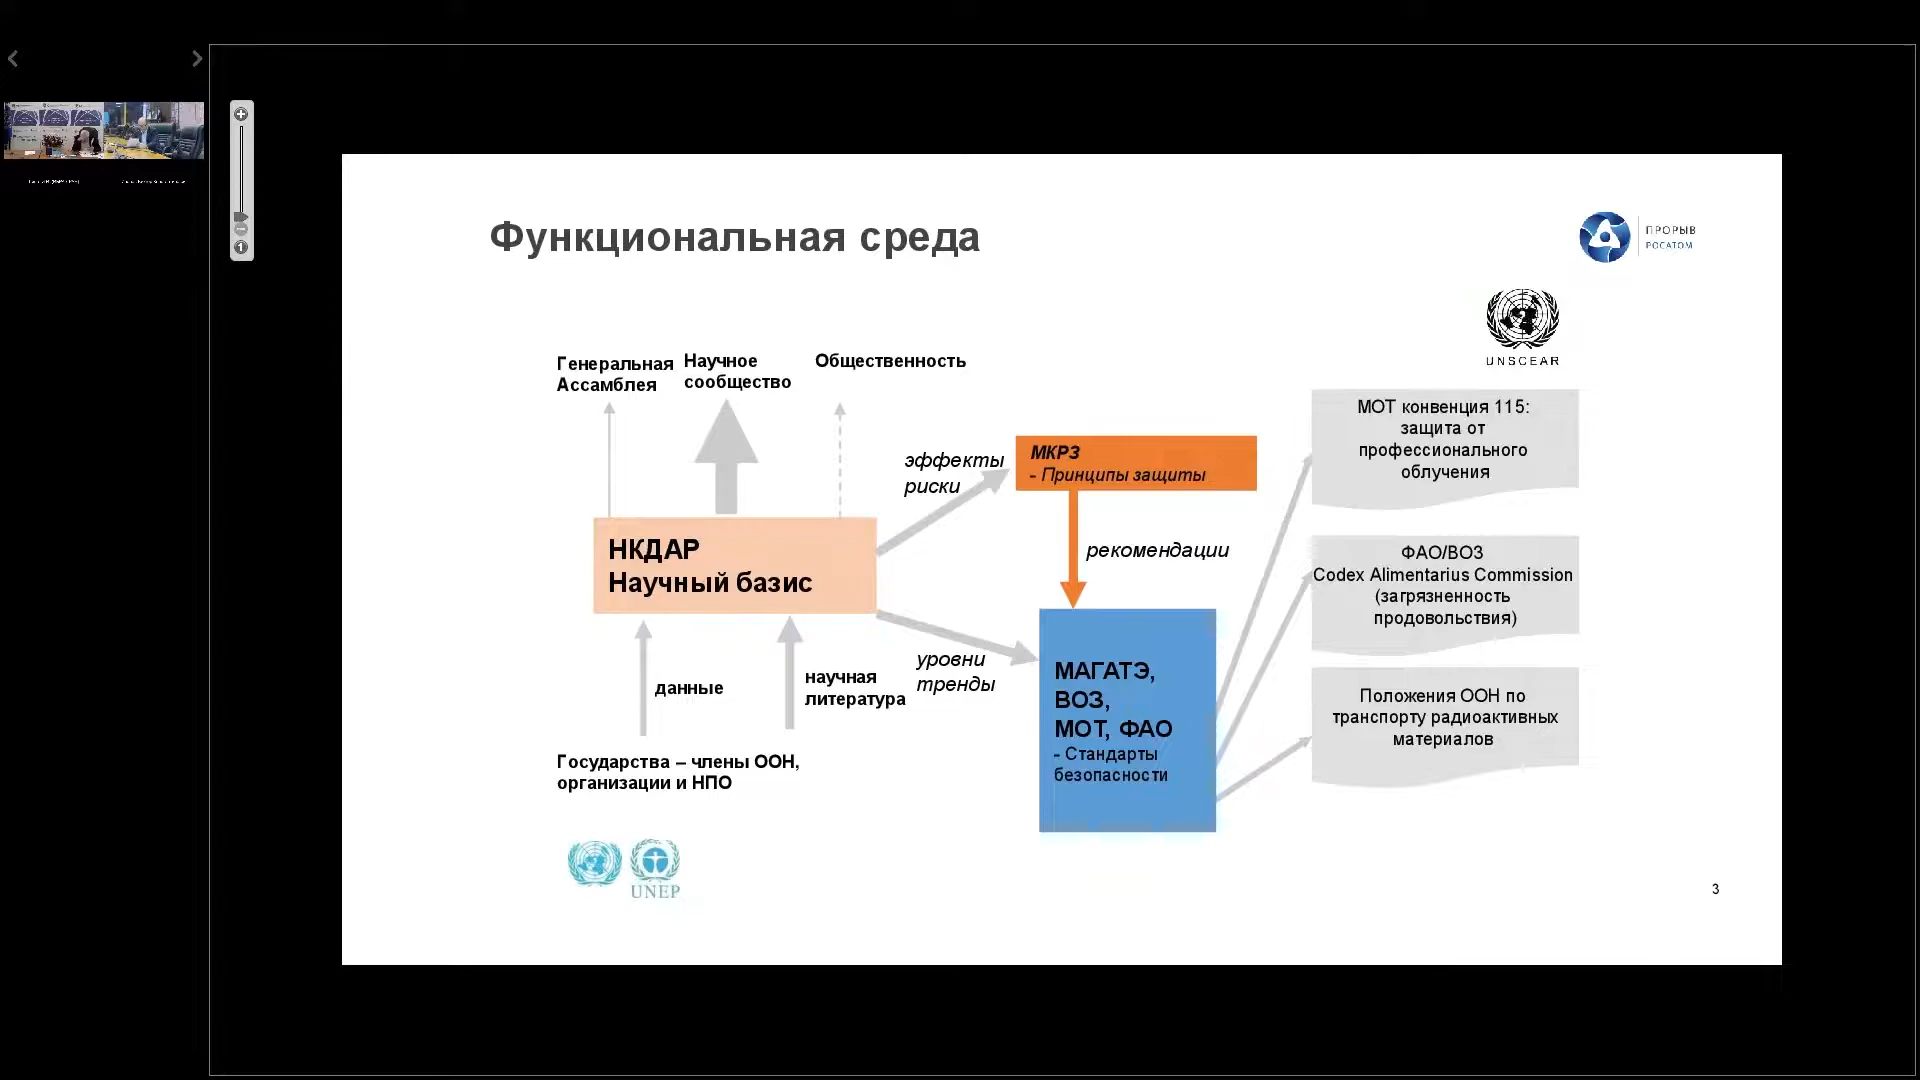 Функциональная среда
ПРОРЫВ
РОСАТОМ
UNSCEAR
Генеральная
Ассамблея
Научное
сообщество
Общественность
эффекты
риски
МКРЗ
- Принципы защиты
МОТ конвенция 115:
защита от
профессионального
облучения
НКДАР
Научный базис
рекомендации
ФАО/ВОЗ
Codex Alimentarius Commission
(загрязненность
продовольствия)
данные
научная
литература
уровни
тренды
МАГАТЭ,
ВОЗ,
МОТ, ФАО
- Стандарты
безопасности
Положения ООН по
транспорту радиоактивных
материалов
Государства – члены ООН,
организации и НПО
UNEP
3
1